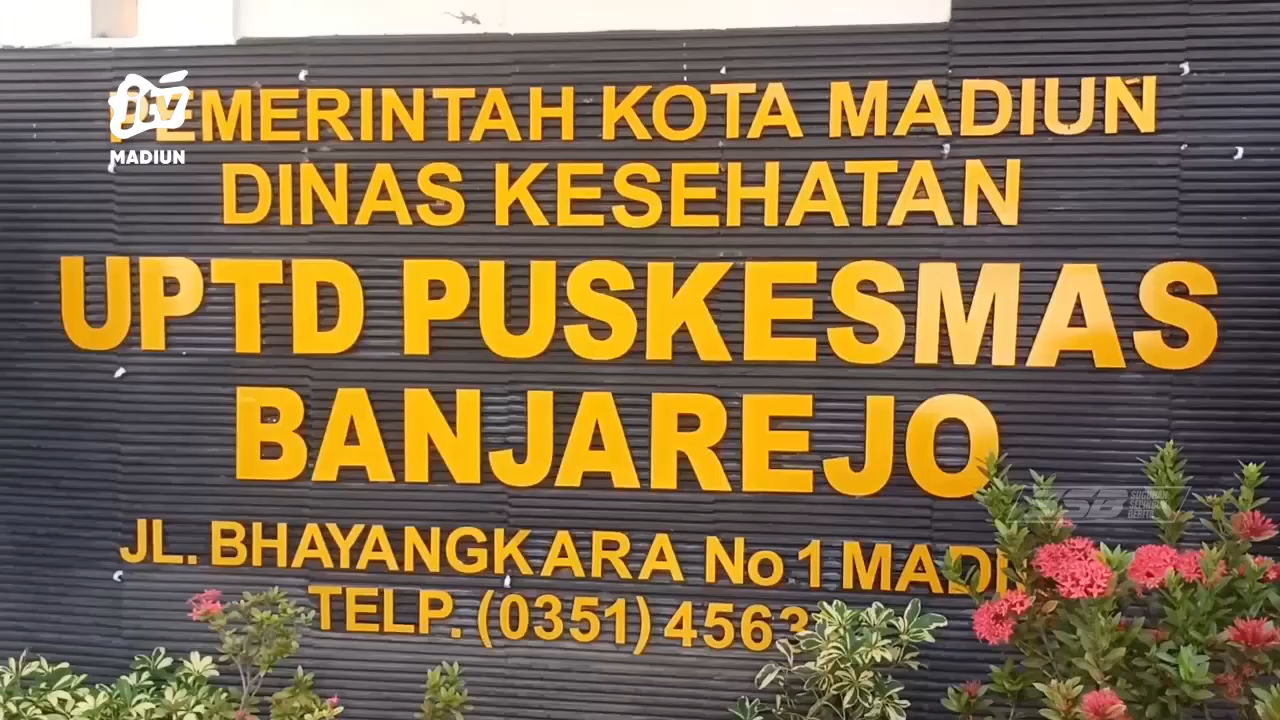 PEMERINTAH KOTA MADIUN
MADIUN
DINAS KESEHATAN
UPTD PUSKESMAS
BANJAREJO
JL. BHAYANGKARA No 1
TELP. (0351)